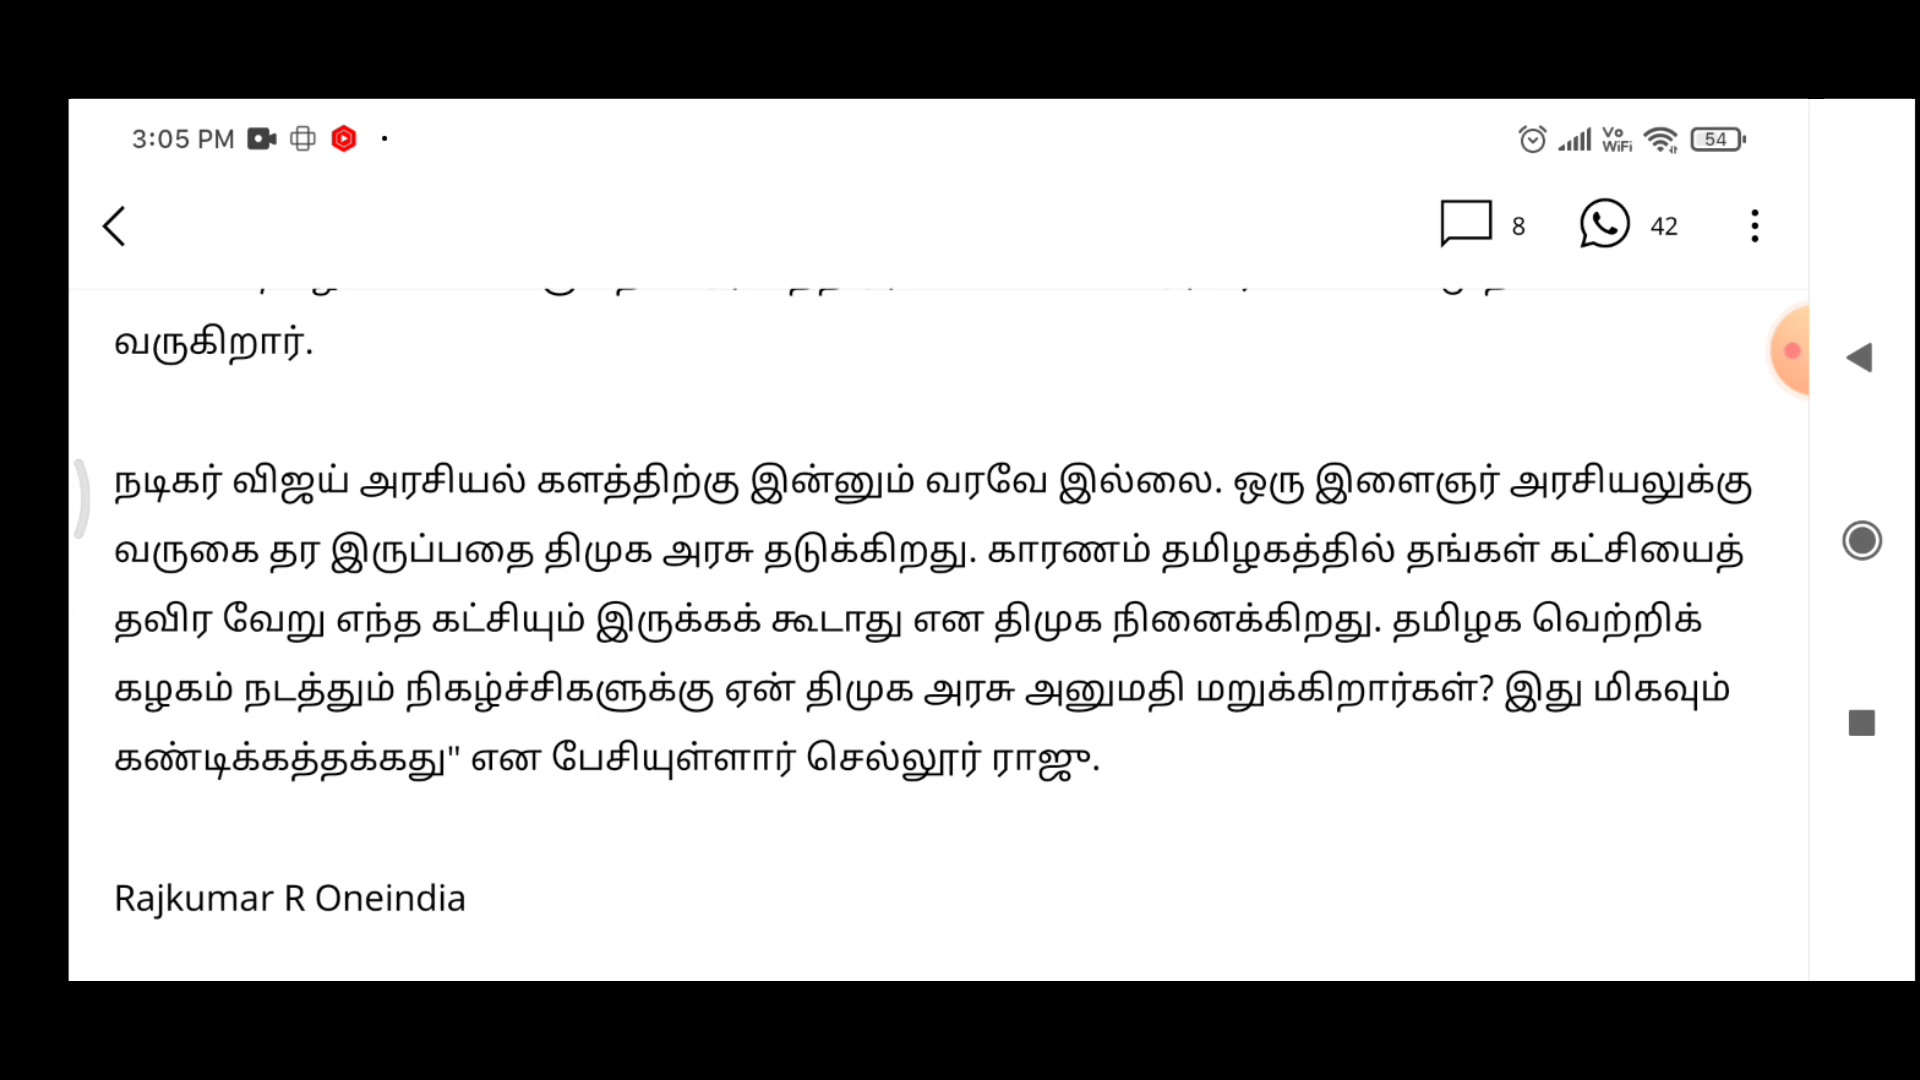 3:05 PM
Vo WiFi
54
8
42
வருகிறார்.
நடிகர் விஜய் அரசியல் களத்திற்கு இன்னும் வரவே இல்லை. ஒரு இளைஞர் அரசியலுக்கு
வருகை தர இருப்பதை திமுக அரசு தடுக்கிறது. காரணம் தமிழகத்தில் தங்கள் கட்சியைத்
தவிர வேறு எந்த கட்சியும் இருக்கக் கூடாது என திமுக நினைக்கிறது. தமிழக வெற்றிக்
கழகம் நடத்தும் நிகழ்ச்சிகளுக்கு ஏன் திமுக அரசு அனுமதி மறுக்கிறார்கள்? இது மிகவும்
கண்டிக்கத்தக்கது" என பேசியுள்ளார் செல்லூர் ராஜு.
Rajkumar R Oneindia